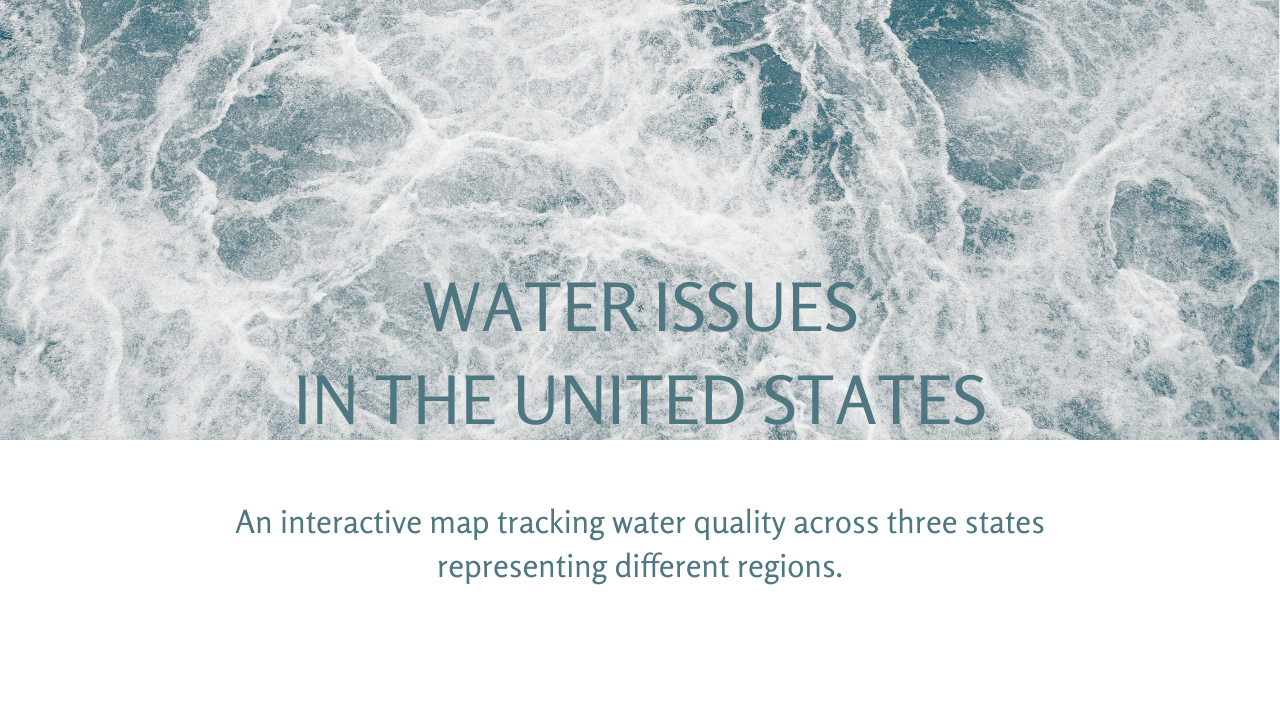 WATER ISSUES
IN THE UNITED STATES
An interactive map tracking water quality across three states
representing different regions.